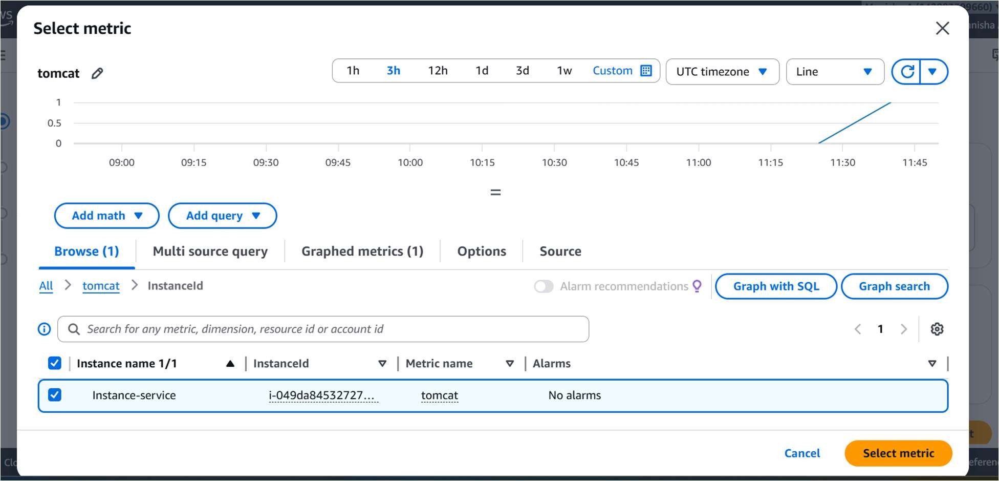 Select metric
nisha
tomcat
1h 3h 12h 1d 3d 1w Custom UTC timezone Line
1
0.5
0
09:00 09:15 09:30 09:45 10:00 10:15 10:30 10:45 11:00 11:15 11:30 11:45
=
Add math Add query
Browse (1) Multi source query Graphed metrics (1) Options Source
All > tomcat > InstanceId Alarm recommendations Graph with SQL Graph search
Search for any metric, dimension, resource id or account id 1
Instance name 1/1 InstanceId Metric name Alarms
Instance-service i-049da84532727... tomcat No alarms
Cancel Select metric
Clo eferen